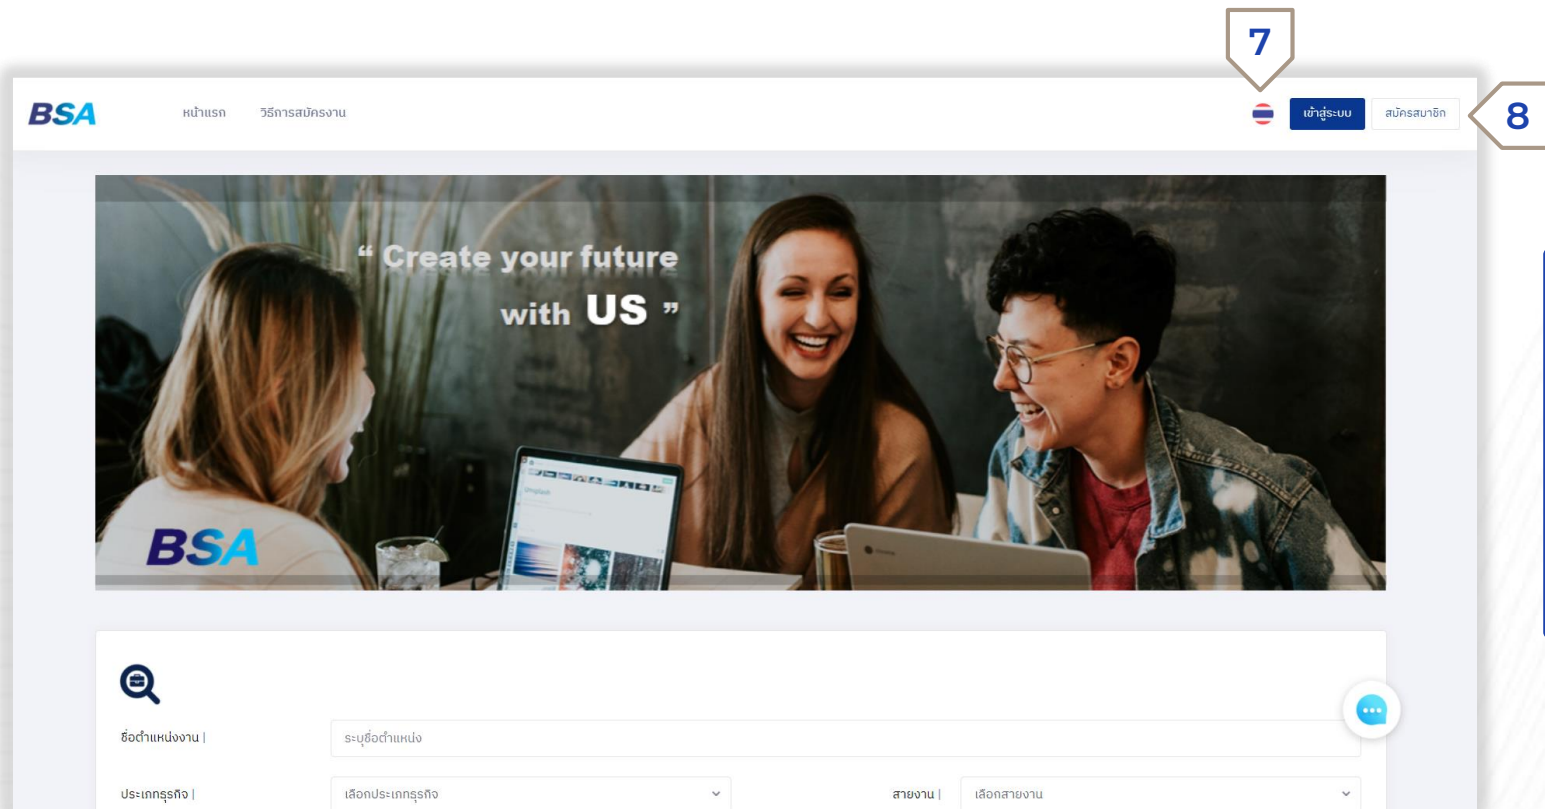 7
BSA
หน้าแรก
วิธีการสมัครงาน
เข้าสู่ระบบ
สมัครสมาชิก
8
“ Create your future
with US ”
BSA
ชื่อตำแหน่งงาน |
ระบุชื่อตำแหน่ง
ประเภทธุรกิจ |
เลือกประเภทธุรกิจ
สายงาน |
เลือกสายงาน